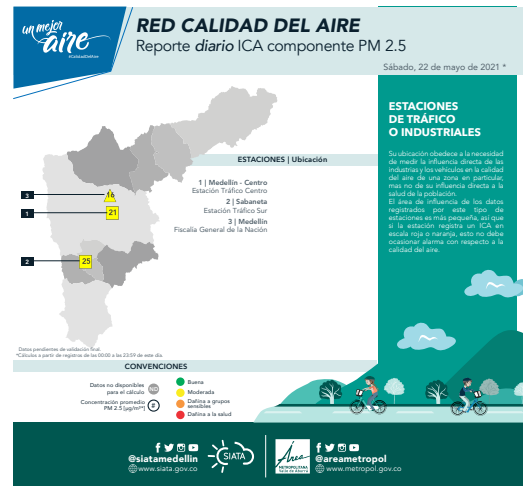 un mejor
aire
#CalidadDelAire
RED CALIDAD DEL AIRE
Reporte diario ICA componente PM 2.5
Sábado, 22 de mayo de 2021 *
ESTACIONES
DE TRÁFICO
O INDUSTRIALES
Su ubicación obedece a la necesidad
de medir la influencia directa de las
industrias y los vehículos en la calidad
del aire de una zona en particular,
mas no de su influencia directa a la
salud de la población.
El área de influencia de los datos
registrados por este tipo de
estaciones es más pequeña, así que
si la estación registra un ICA en
escala roja o naranja, esto no debe
ocasionar alarma con respecto a la
calidad del aire.
ESTACIONES | Ubicación
1 | Medellín - Centro
Estación Tráfico Centro
2 | Sabaneta
Estación Tráfico Sur
3 | Medellín
Fiscalía General de la Nación
3
16
1
21
2
25
Datos pendientes de validación final.
*Cálculos a partir de registros de las 00:00 a las 23:59 de este día.
CONVENCIONES
Datos no disponibles
para el cálculo
ND
Concentración promedio
PM 2.5 [µg/m³*]
#
Buena
Moderada
Dañina a grupos
sensibles
Dañina a la salud
@siatamedellin
www.siata.gov.co
SIATA
Área
METROPOLITANA
Valle de Aburrá
@areametropol
www.metropol.gov.co